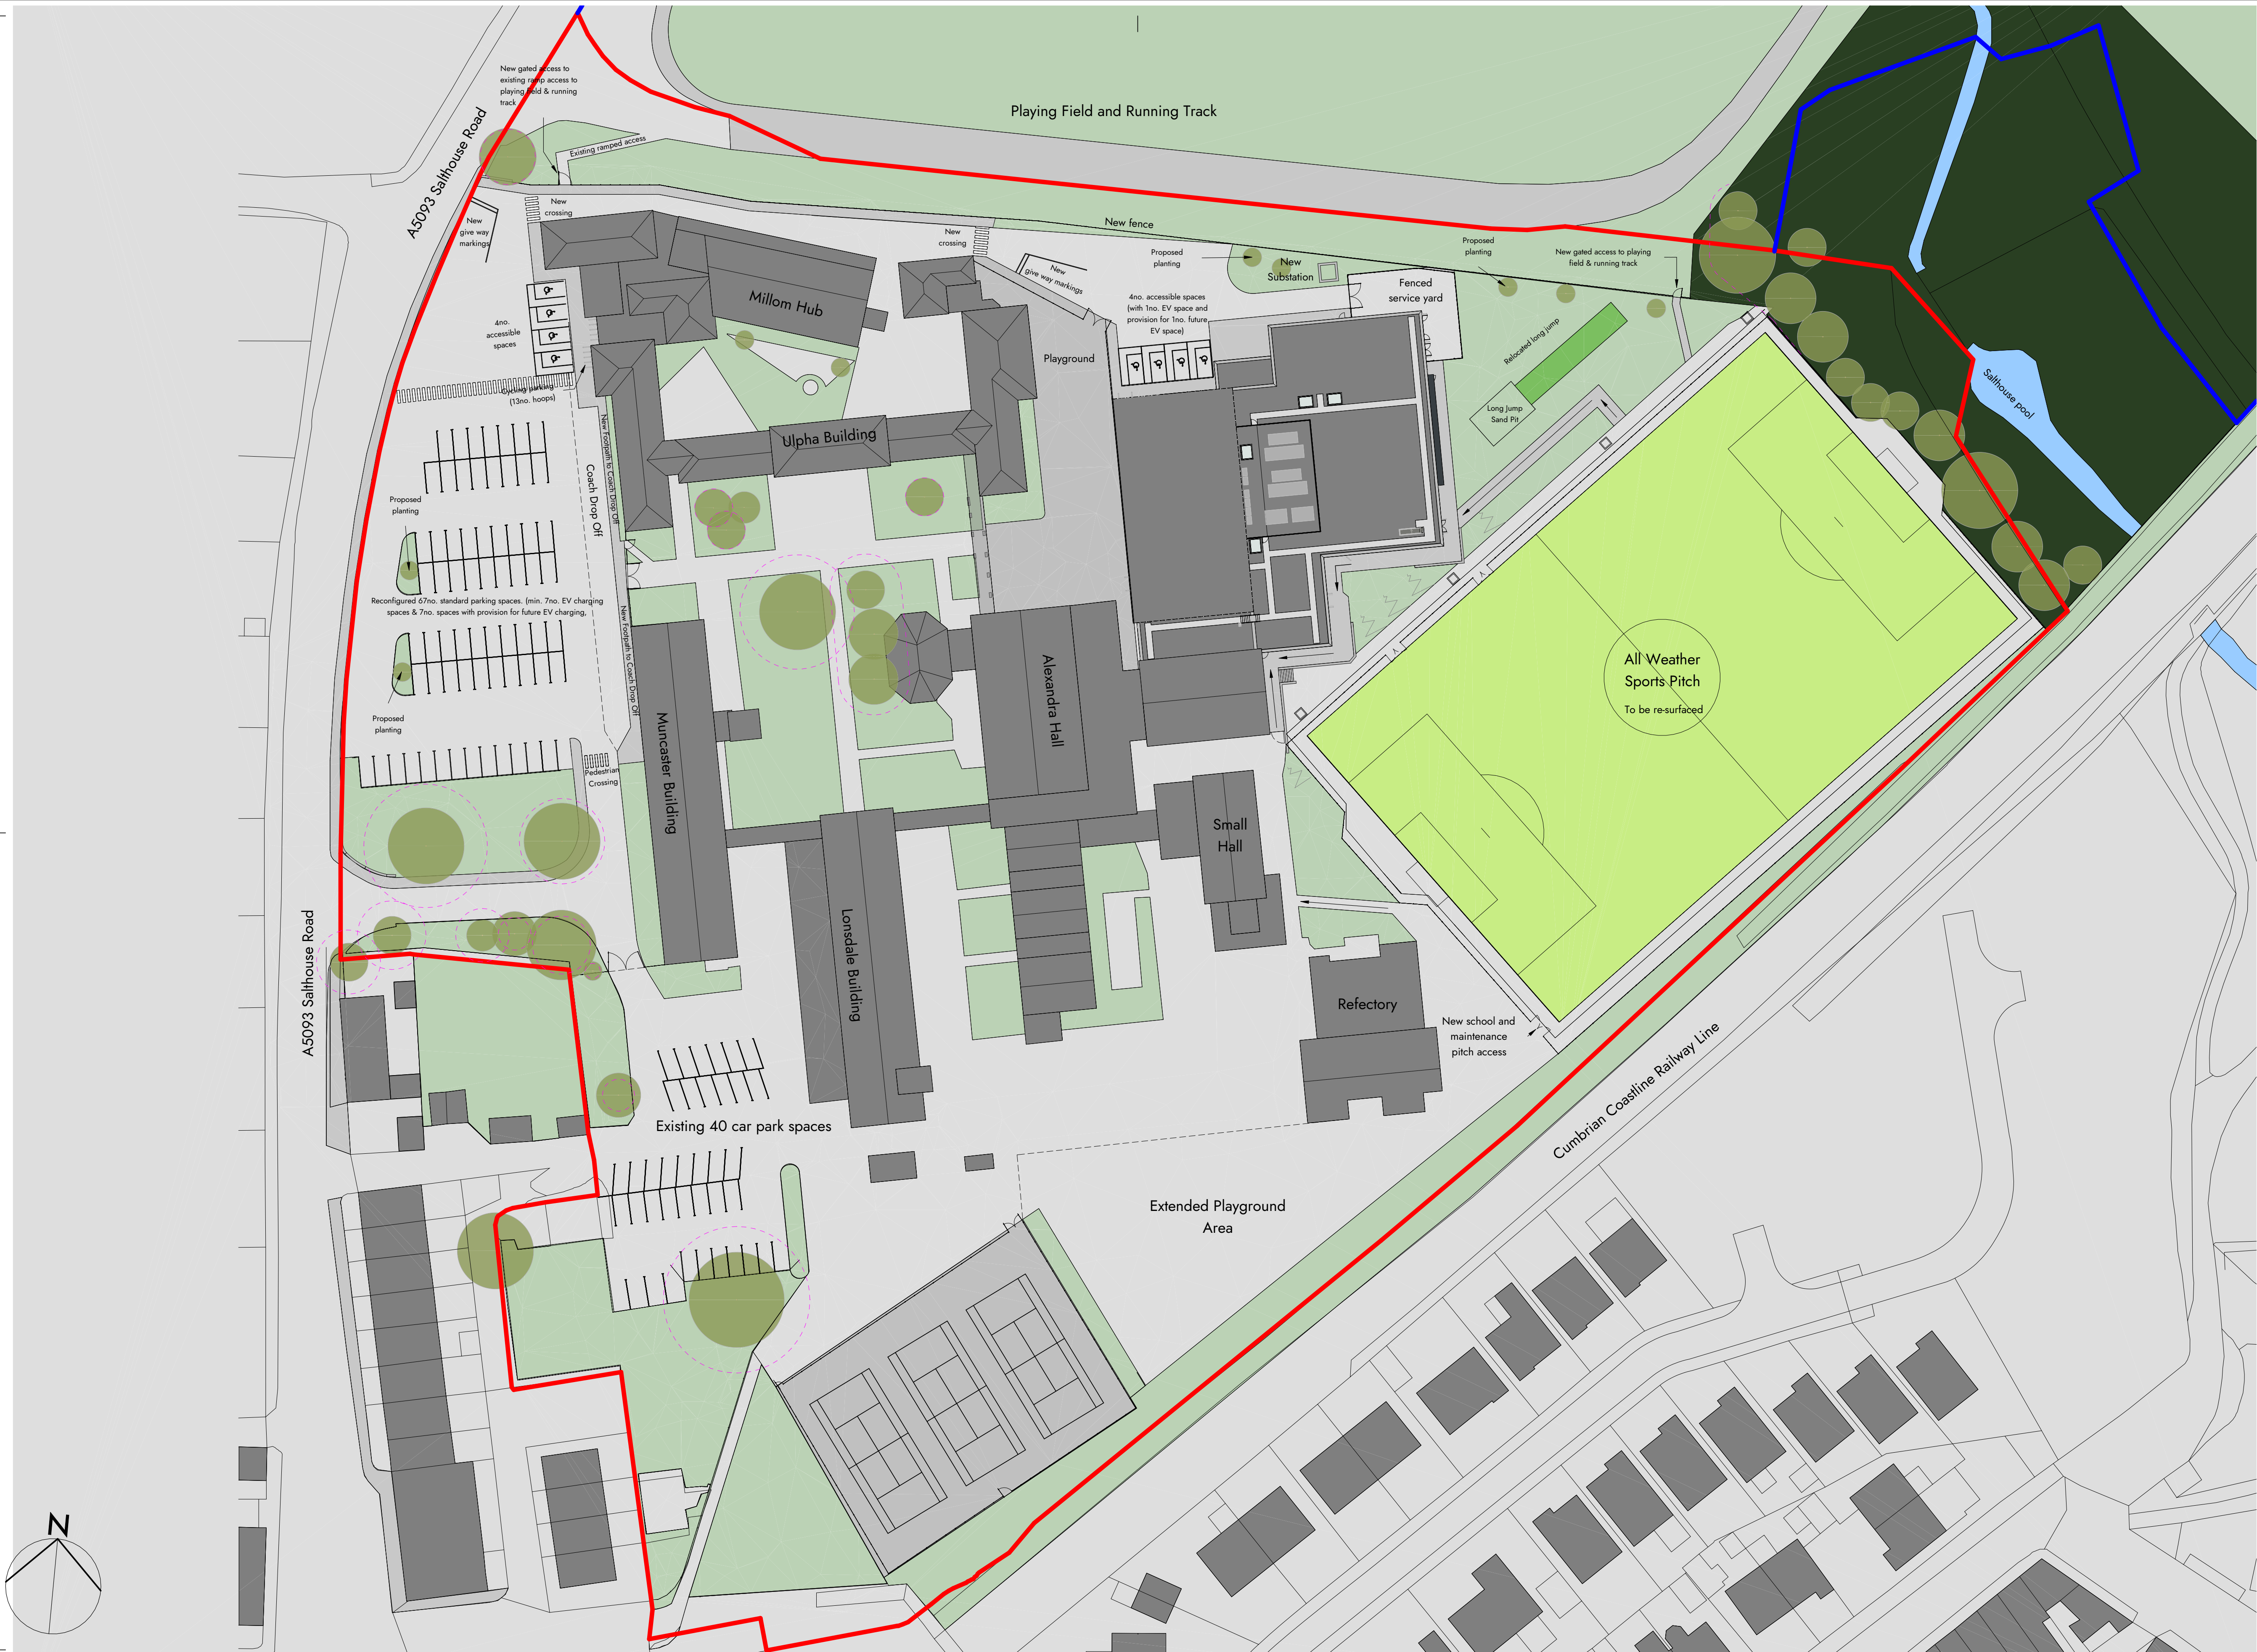 New gated access to
existing ramp access to
playing field & running
track
Playing Field and Running Track
A5093 Salthouse Road
Existing ramped access
New
crossing
New
give way
markings
New
crossing
New fence
New
give way markings
Proposed
planting
New
Substation
Proposed
planting
New gated access to playing
field & running track
Fenced
service yard
Millom Hub
4no.
accessible
spaces
4no. accessible spaces
(with 1no. EV space and
provision for 1no. future
EV space)
Playground
Relocated long jump
Long Jump
Sand Pit
Salthouse pool
Cycling parking
(13no. hoops)
New Footpath to Coach Drop Off
Coach Drop Off
Ulpha Building
Proposed
planting
Reconfigured 67no. standard parking spaces. (min. 7no. EV charging
spaces & 7no. spaces with provision for future EV charging,
New Footpath to Coach Drop Off
Proposed
planting
Muncaster Building
Alexandra Hall
All Weather
Sports Pitch
To be re-surfaced
Pedestrian
Crossing
Small
Hall
A5093 Salthouse Road
Lonsdale Building
Refectory
New school and
maintenance
pitch access
Cumbrian Coastline Railway Line
Existing 40 car park spaces
Extended Playground
Area
N